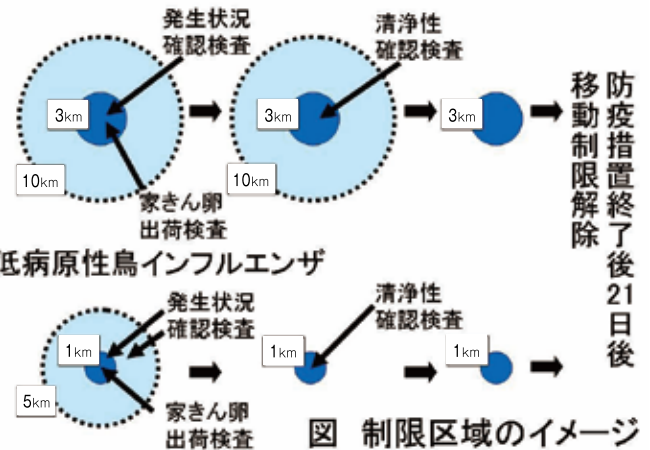 発生状況
確認検査
清浄性
確認検査
3km
3km
3km
10km
10km
家きん卵
出荷検査
防疫措置終了後21日後
移動制限解除
低病原性鳥インフルエンザ
発生状況
確認検査
清浄性
確認検査
1km
1km
1km
5km
家きん卵
出荷検査
図 制限区域のイメージ